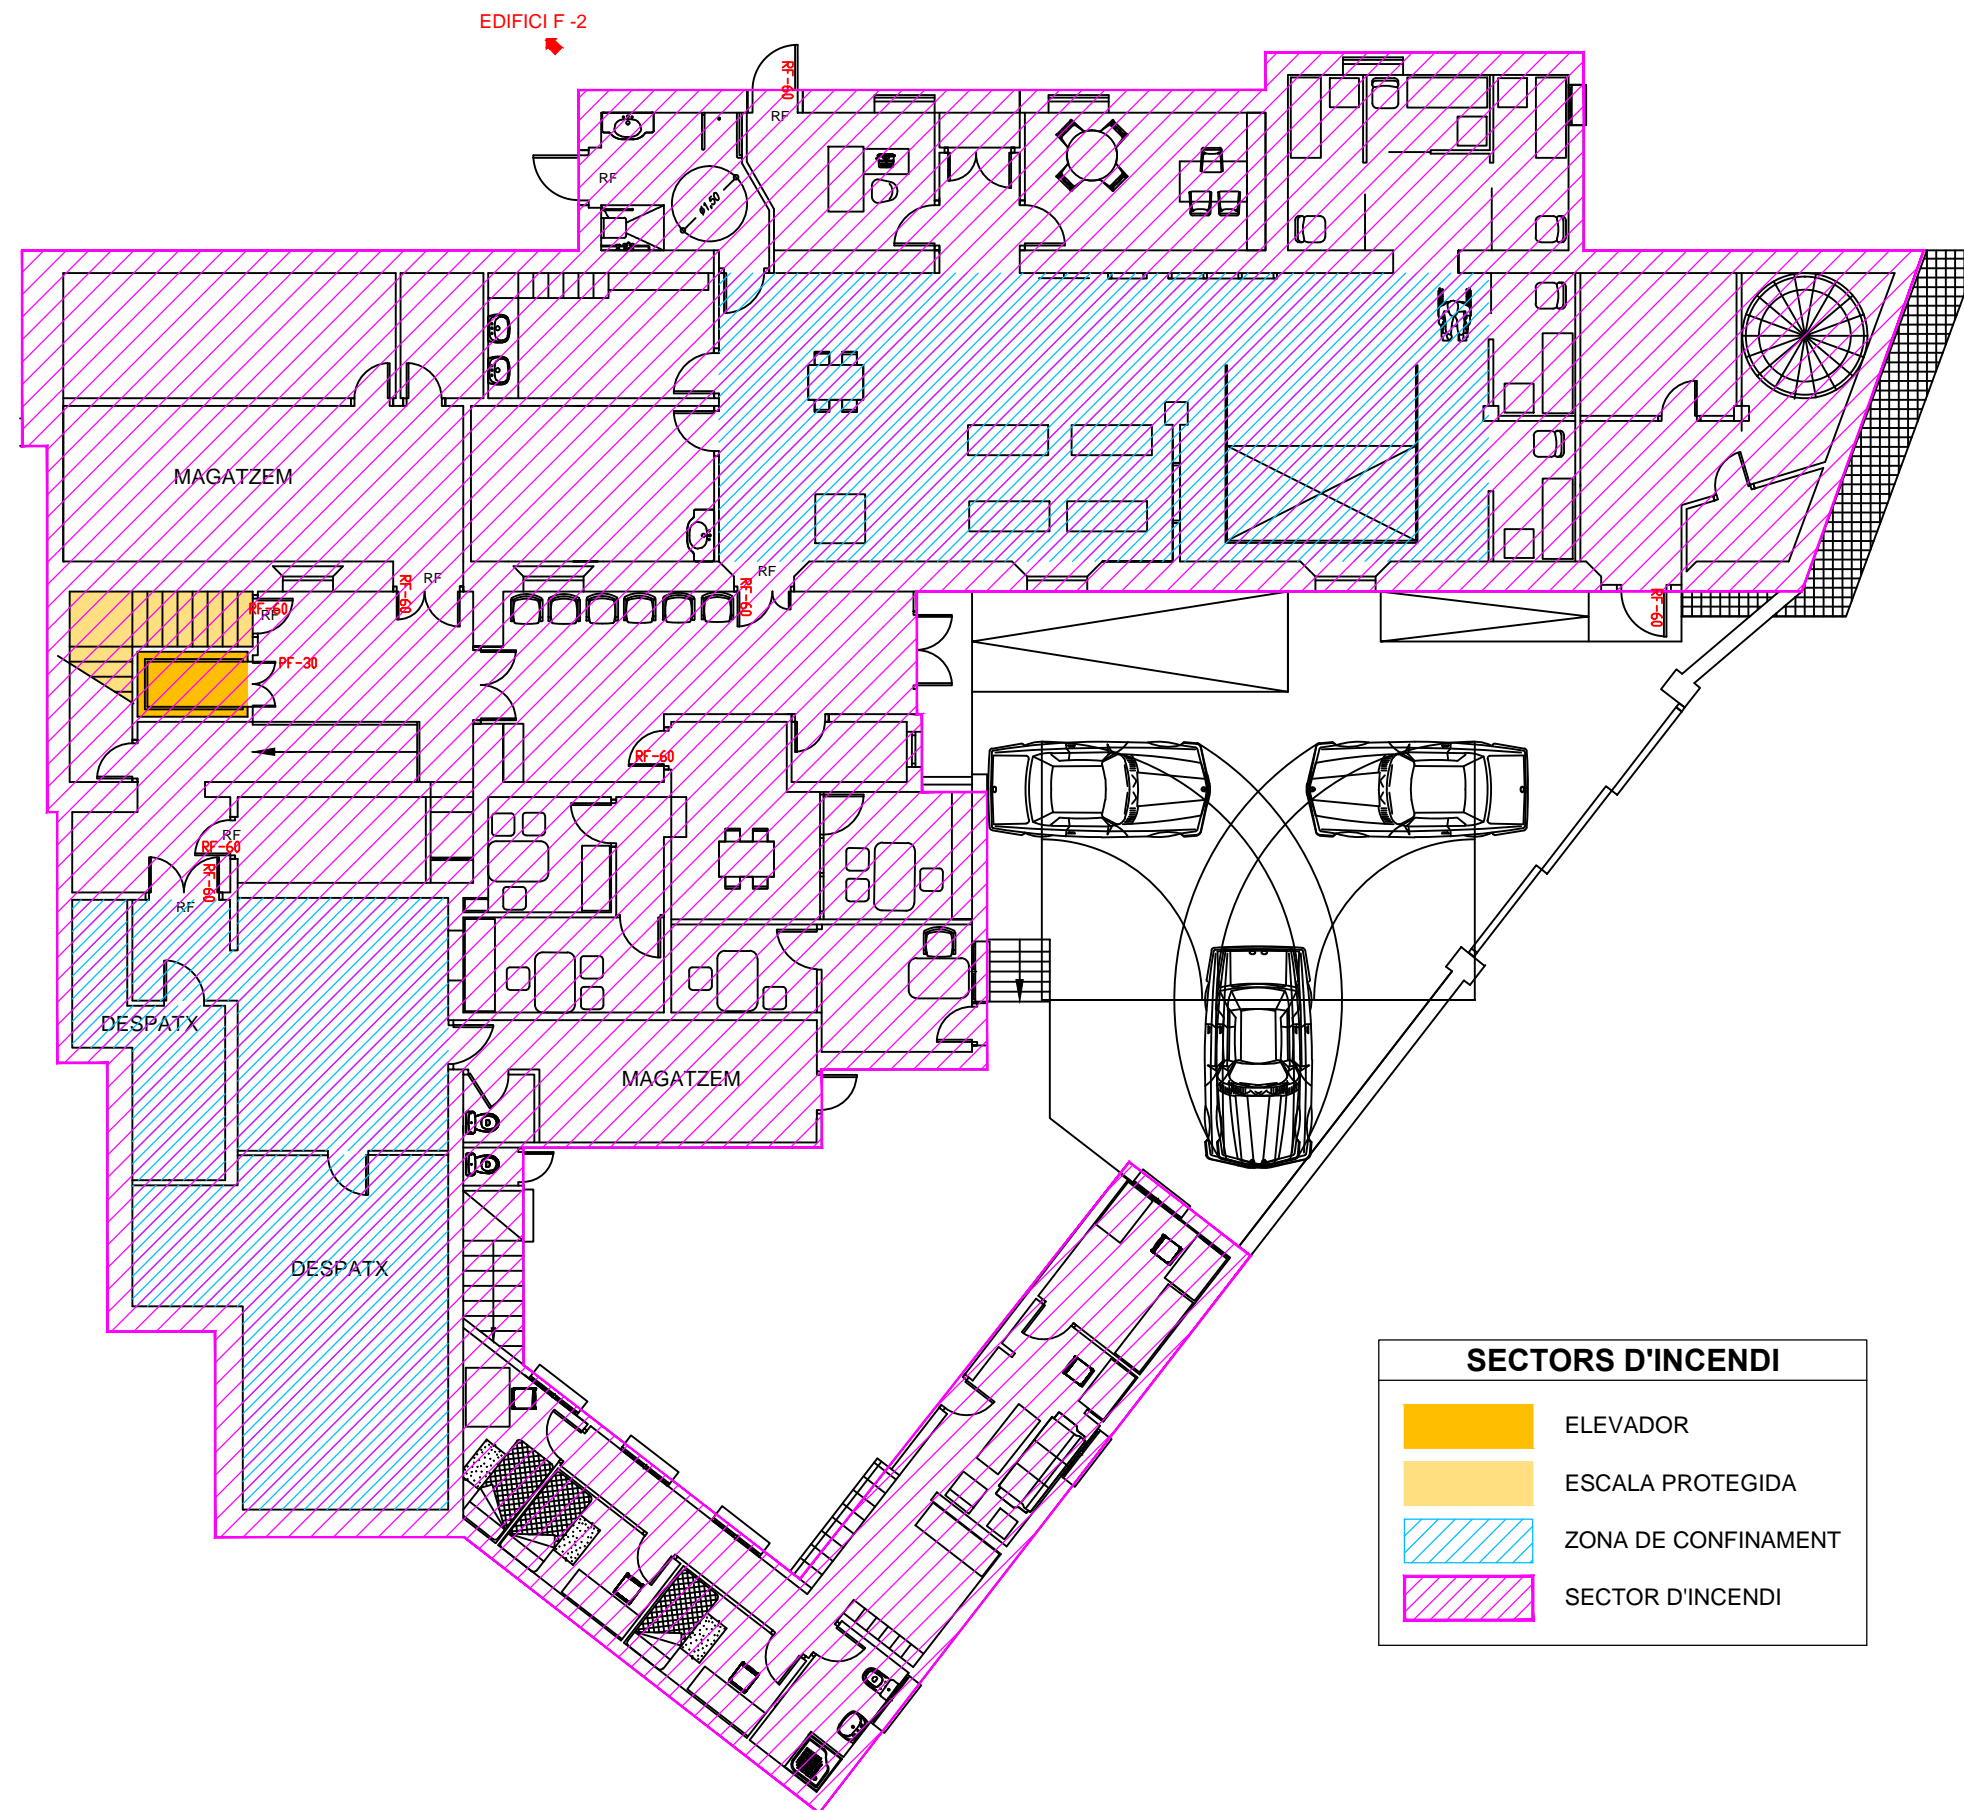 EDIFICI F -2
RF-60
RF
RF
ø1,50
MAGATZEM
RF-60
RF
RF-60
RF
RF-60
RF
PF-30
RF-60
RF-60
RF
RF-60
RF-60
RF
DESPATX
MAGATZEM
DESPATX
SECTORS D'INCENDI
ELEVADOR
ESCALA PROTEGIDA
ZONA DE CONFINAMENT
SECTOR D'INCENDI